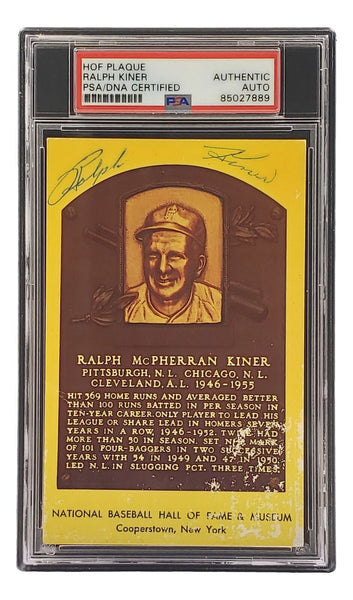 HOF PLAQUE
RALPH KINER AUTHENTIC
PSA/DNA CERTIFIED AUTO
PSA 85027889
Ralph Kiner
RALPH McPHERRAN KINER
PITTSBURGH, N.L. CHICAGO, N.L.
CLEVELAND, A.L. 1946-1955
HIT 369 HOME RUNS AND AVERAGED BETTER
THAN 100 RUNS BATTED IN PER SEASON IN
TEN-YEAR CAREER. ONLY PLAYER TO LEAD HIS
LEAGUE OR SHARE LEAD IN HOMERS SEVEN
YEARS IN A ROW, 1946-1952. TWICE HAD
MORE THAN 50 IN SEASON. SET N.L. MARK
OF 101 FOUR-BAGGERS IN TWO SUCCESSIVE
YEARS WITH 54 IN 1949 AND 47 IN 1950.
LED N.L. IN SLUGGING PCT. THREE TIMES.
NATIONAL BASEBALL HALL OF FAME & MUSEUM
Cooperstown, New York